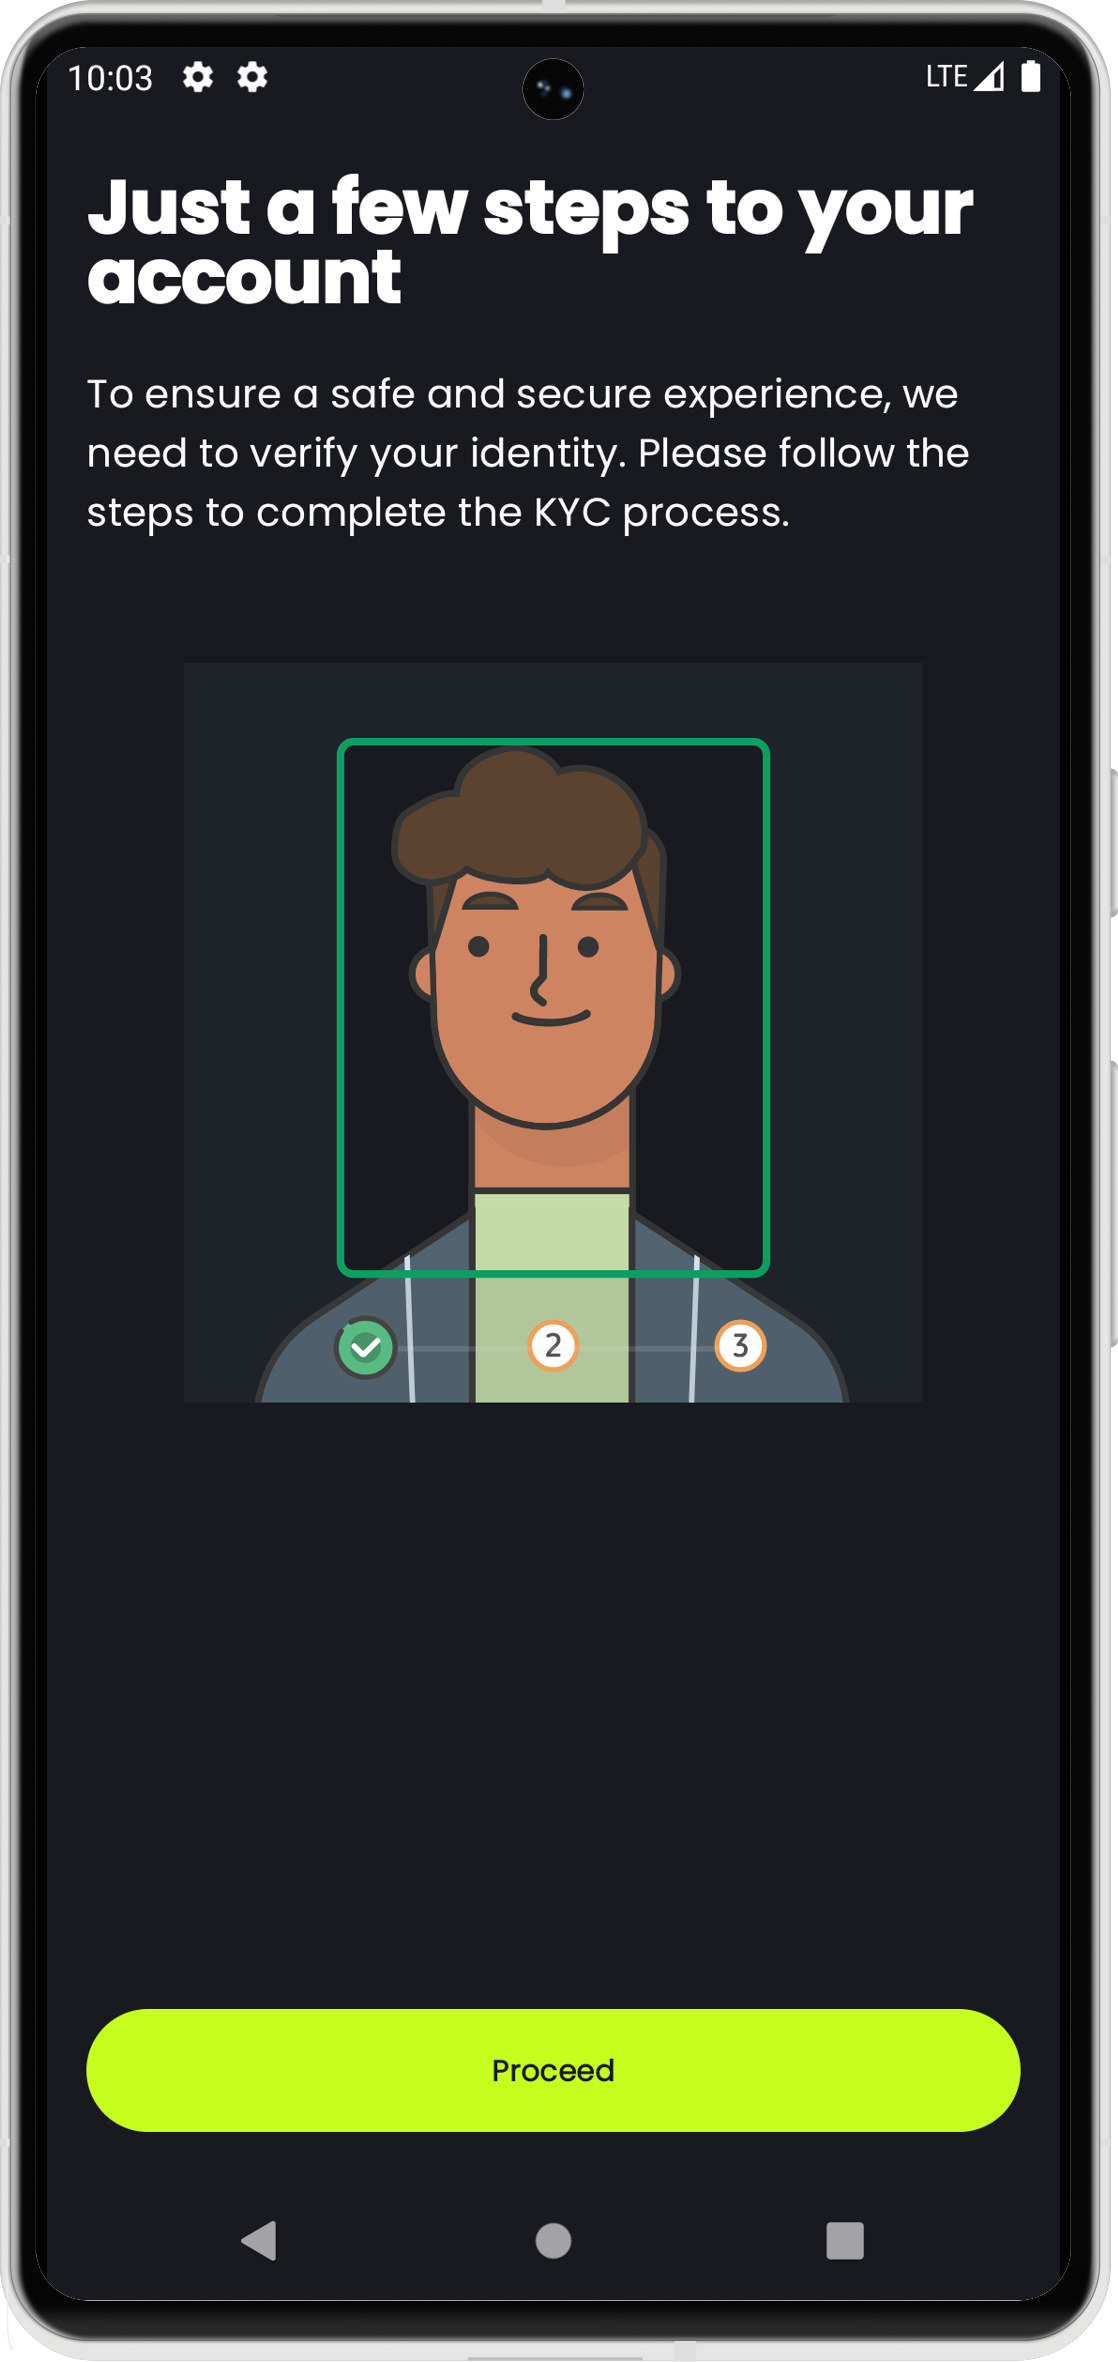 10:03 LTE
Just a few steps to your
account
To ensure a safe and secure experience, we
need to verify your identity. Please follow the
steps to complete the KYC process.
2 3
Proceed